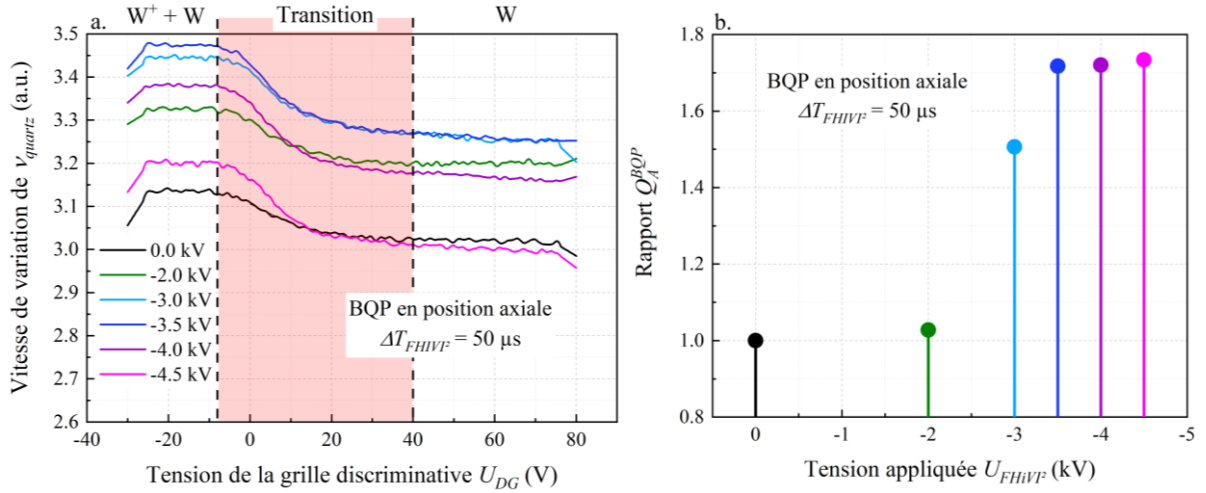 a.
W⁺ + W
Transition
W
Vitesse de variation de ν_quartz (a.u.)
3.5
3.4
3.3
3.2
3.1
3.0
2.9
2.8
2.7
2.6
0.0 kV
-2.0 kV
-3.0 kV
-3.5 kV
-4.0 kV
-4.5 kV
BQP en position axiale
ΔT_FHIVI² = 50 µs
-40 -20 0 20 40 60 80
Tension de la grille discriminative U_DG (V)
b.
Rapport Q_A^BQP
1.8
1.6
1.4
1.2
1.0
0.8
BQP en position axiale
ΔT_FHIVI² = 50 µs
0 -1 -2 -3 -4 -5
Tension appliquée U_FHiVI² (kV)